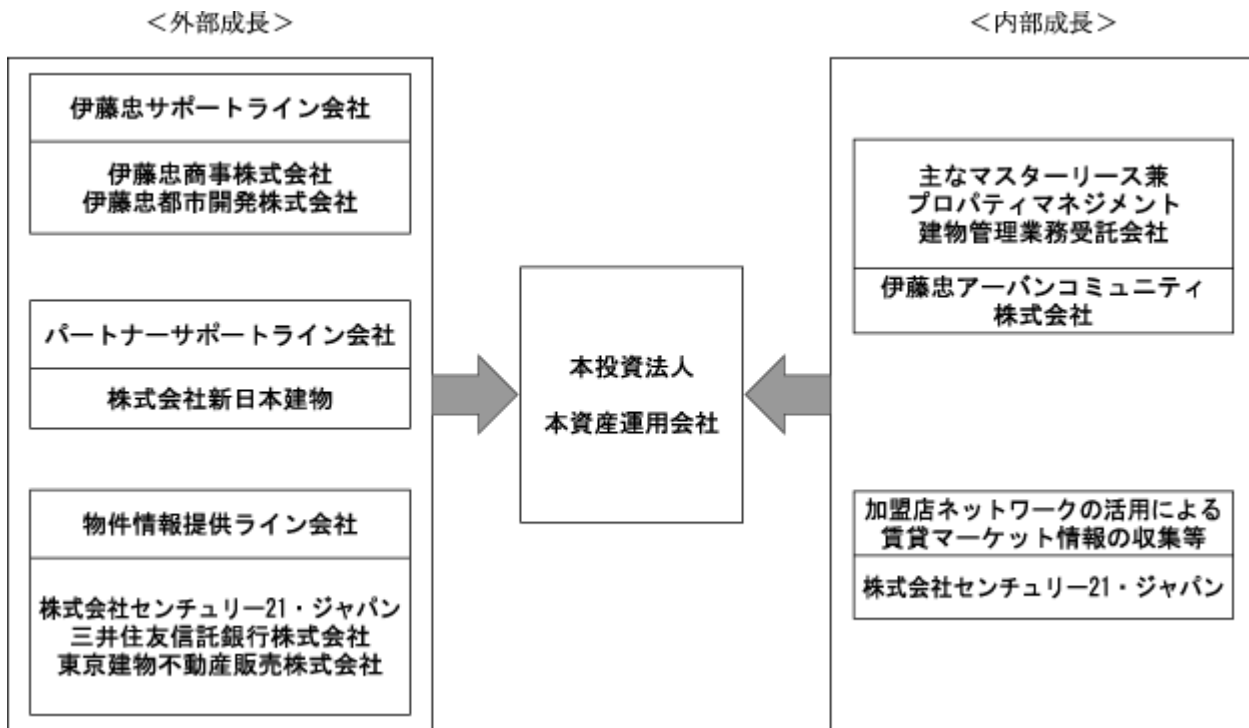 ＜外部成長＞
伊藤忠サポートライン会社
伊藤忠商事株式会社
伊藤忠都市開発株式会社
パートナーサポートライン会社
株式会社新日本建物
物件情報提供ライン会社
株式会社センチュリー21・ジャパン
三井住友信託銀行株式会社
東京建物不動産販売株式会社
本投資法人
本資産運用会社
＜内部成長＞
主なマスターリース兼
プロパティマネジメント
建物管理業務受託会社
伊藤忠アーバンコミュニティ
株式会社
加盟店ネットワークの活用による
賃貸マーケット情報の収集等
株式会社センチュリー21・ジャパン